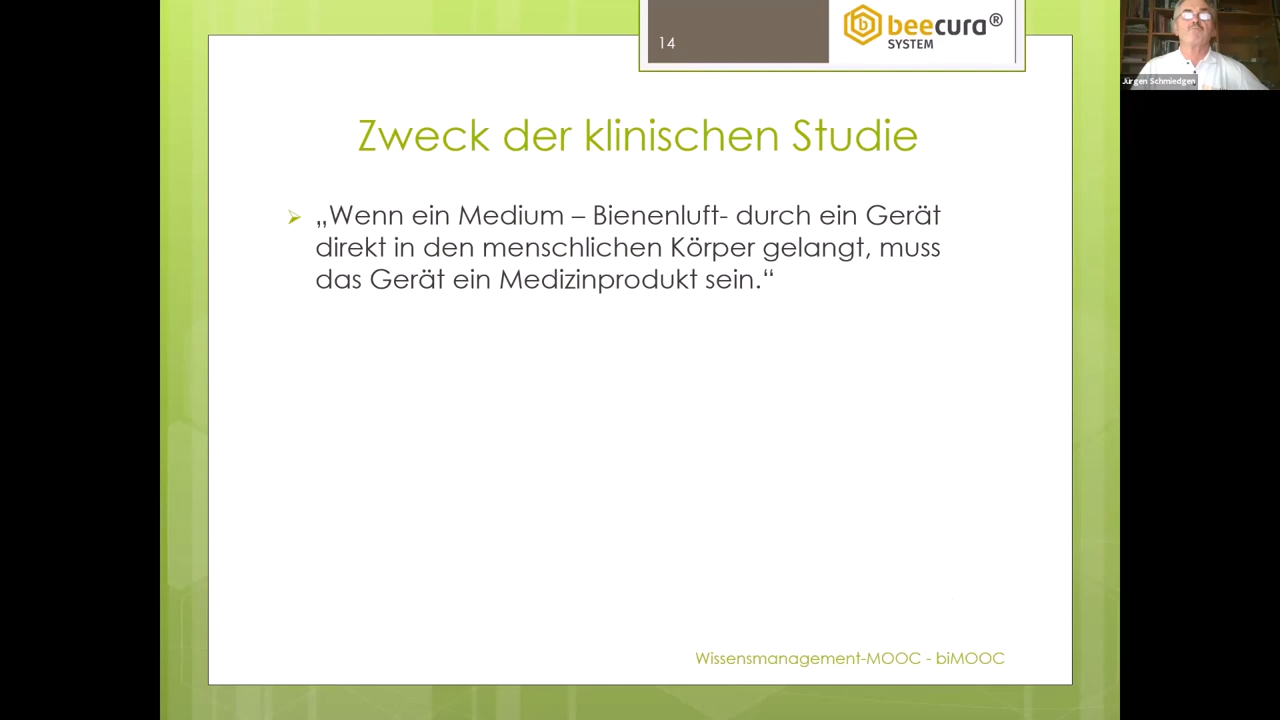 14
beecura®
SYSTEM
Jürgen Schmiedgen
Zweck der klinischen Studie
„Wenn ein Medium – Bienenluft- durch ein Gerät
direkt in den menschlichen Körper gelangt, muss
das Gerät ein Medizinprodukt sein.“
Wissensmanagement-MOOC - biMOOC